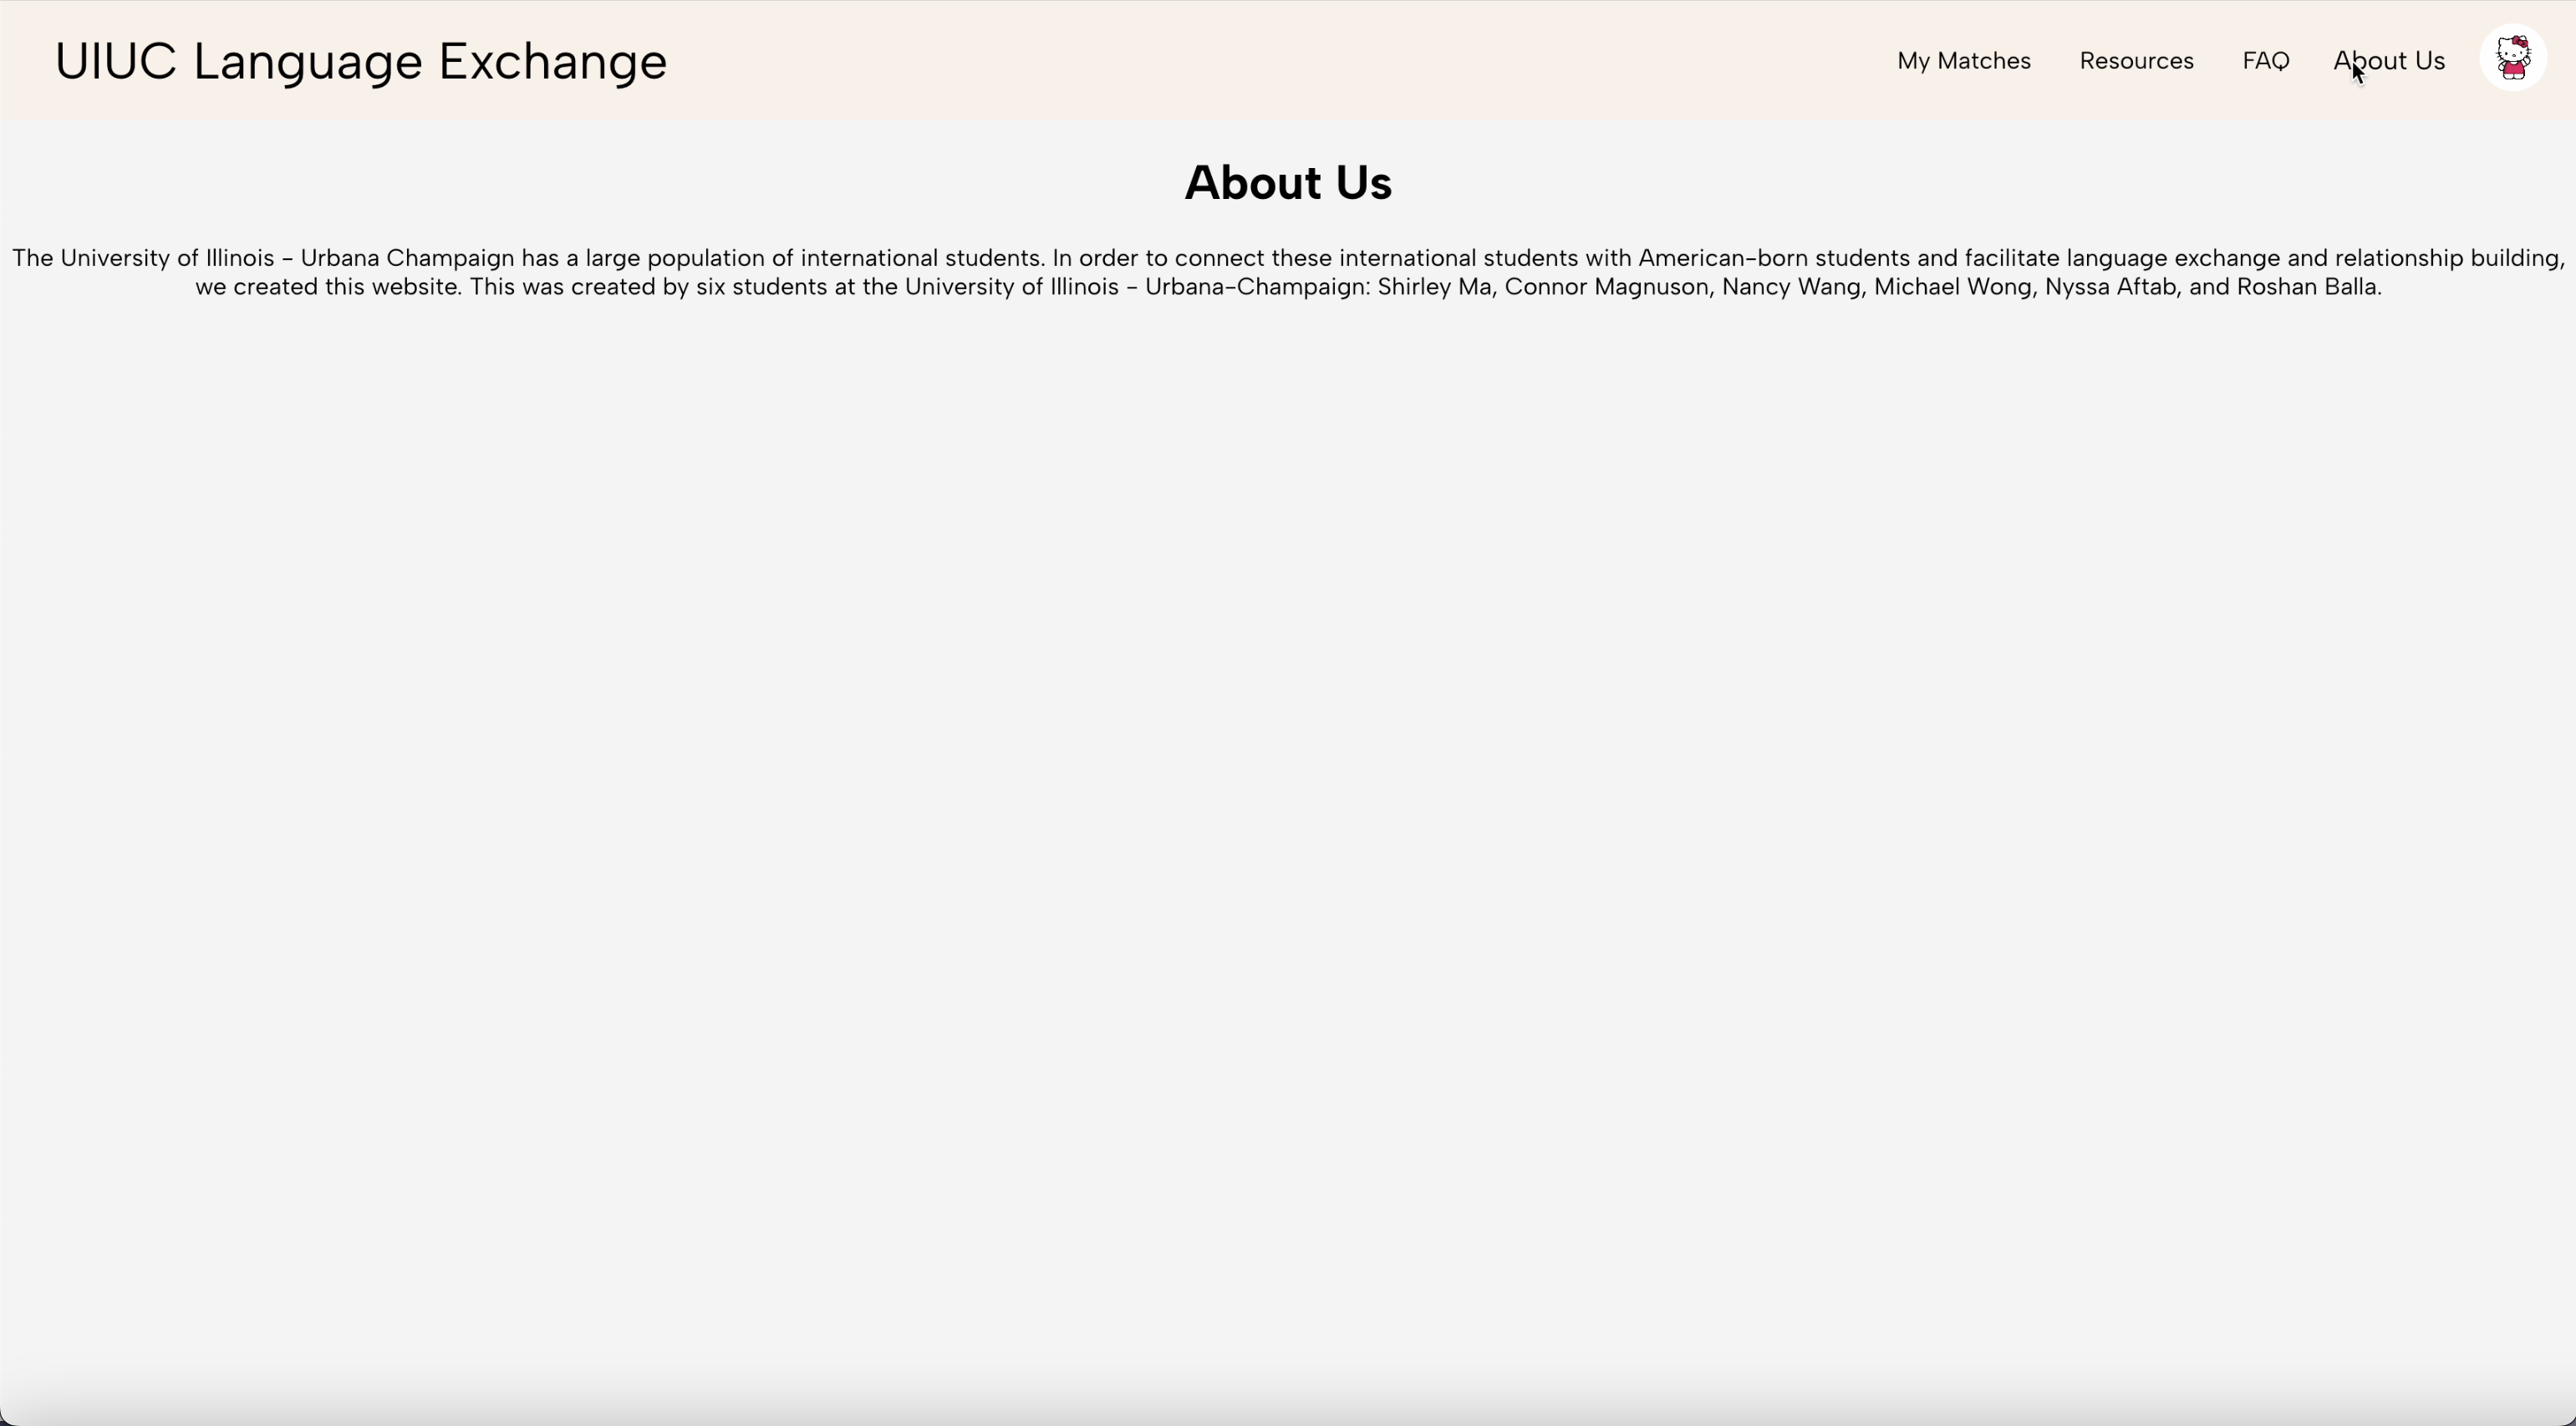 UIUC Language Exchange
My Matches
Resources
FAQ
About Us
About Us
The University of Illinois - Urbana Champaign has a large population of international students. In order to connect these international students with American-born students and facilitate language exchange and relationship building,
we created this website. This was created by six students at the University of Illinois - Urbana-Champaign: Shirley Ma, Connor Magnuson, Nancy Wang, Michael Wong, Nyssa Aftab, and Roshan Balla.